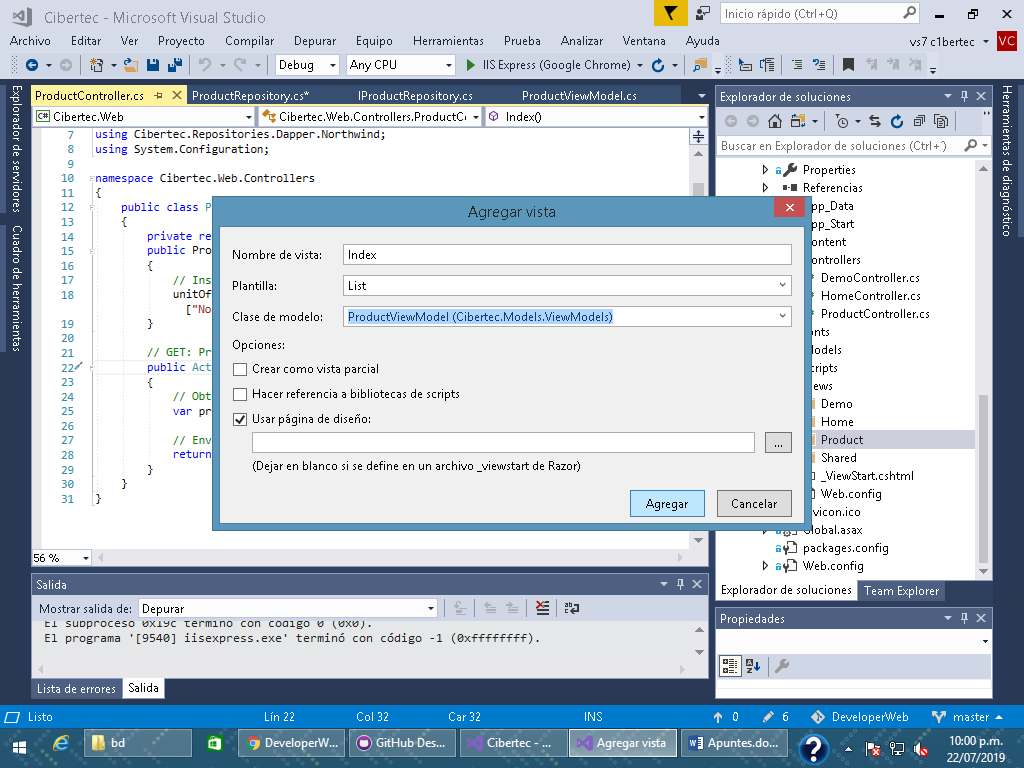 Cibertec - Microsoft Visual Studio
Inicio rápido (Ctrl+Q)
Archivo Editar Ver Proyecto Compilar Depurar Equipo Herramientas Prueba Analizar Ventana Ayuda
vs7 c1bertec VC
Debug Any CPU IIS Express (Google Chrome)
Explorador de servidores
Cuadro de herramientas
ProductController.cs ProductRepository.cs* IProductRepository.cs ProductViewModel.cs
Cibertec.Web Cibertec.Web.Controllers.ProductC Index()
7 using Cibertec.Repositories.Dapper.Northwind;
8 using System.Configuration;
9
10 namespace Cibertec.Web.Controllers
11 {
12 public class P
13 {
14 private re
15 public Pro
16 {
17 // Ins
18 unitOf
["No
19 }
20
21 // GET: Pr
22 public Act
23 {
24 // Obt
25 var pr
26
27 // Env
28 return
29 }
30 }
31 }
56 %
Agregar vista
Nombre de vista: Index
Plantilla: List
Clase de modelo: ProductViewModel (Cibertec.Models.ViewModels)
Opciones:
Crear como vista parcial
Hacer referencia a bibliotecas de scripts
Usar página de diseño:
...
(Dejar en blanco si se define en un archivo _viewstart de Razor)
Agregar Cancelar
Explorador de soluciones
Buscar en Explorador de soluciones (Ctrl+´)
Properties
Referencias
pp_Data
pp_Start
ontent
ontrollers
DemoController.cs
HomeController.cs
ProductController.cs
nts
odels
cripts
ews
Demo
Home
Product
Shared
_ViewStart.cshtml
Web.config
vicon.ico
Global.asax
packages.config
Web.config
Explorador de soluciones Team Explorer
Herramientas de diagnóstico
Propiedades
Salida
Mostrar salida de: Depurar
El subproceso 0x19c terminó con código 0 (0x0).
El programa '[9540] iisexpress.exe' terminó con código -1 (0xffffffff).
Lista de errores Salida
Listo Lín 22 Col 32 Car 32 INS 0 6 DeveloperWeb master
bd DeveloperW... GitHub Des... Cibertec - ... Agregar vista Apuntes.do...
10:00 p.m.
22/07/2019